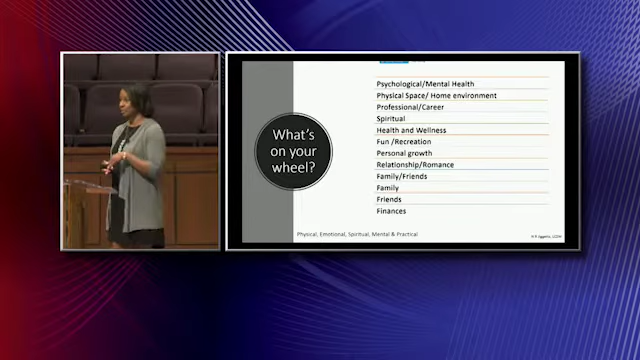 What's
on your
wheel?
Psychological/Mental Health
Physical Space/ Home environment
Professional/Career
Spiritual
Health and Wellness
Fun /Recreation
Personal growth
Relationship/Romance
Family/Friends
Family
Friends
Finances
Physical, Emotional, Spiritual, Mental & Practical